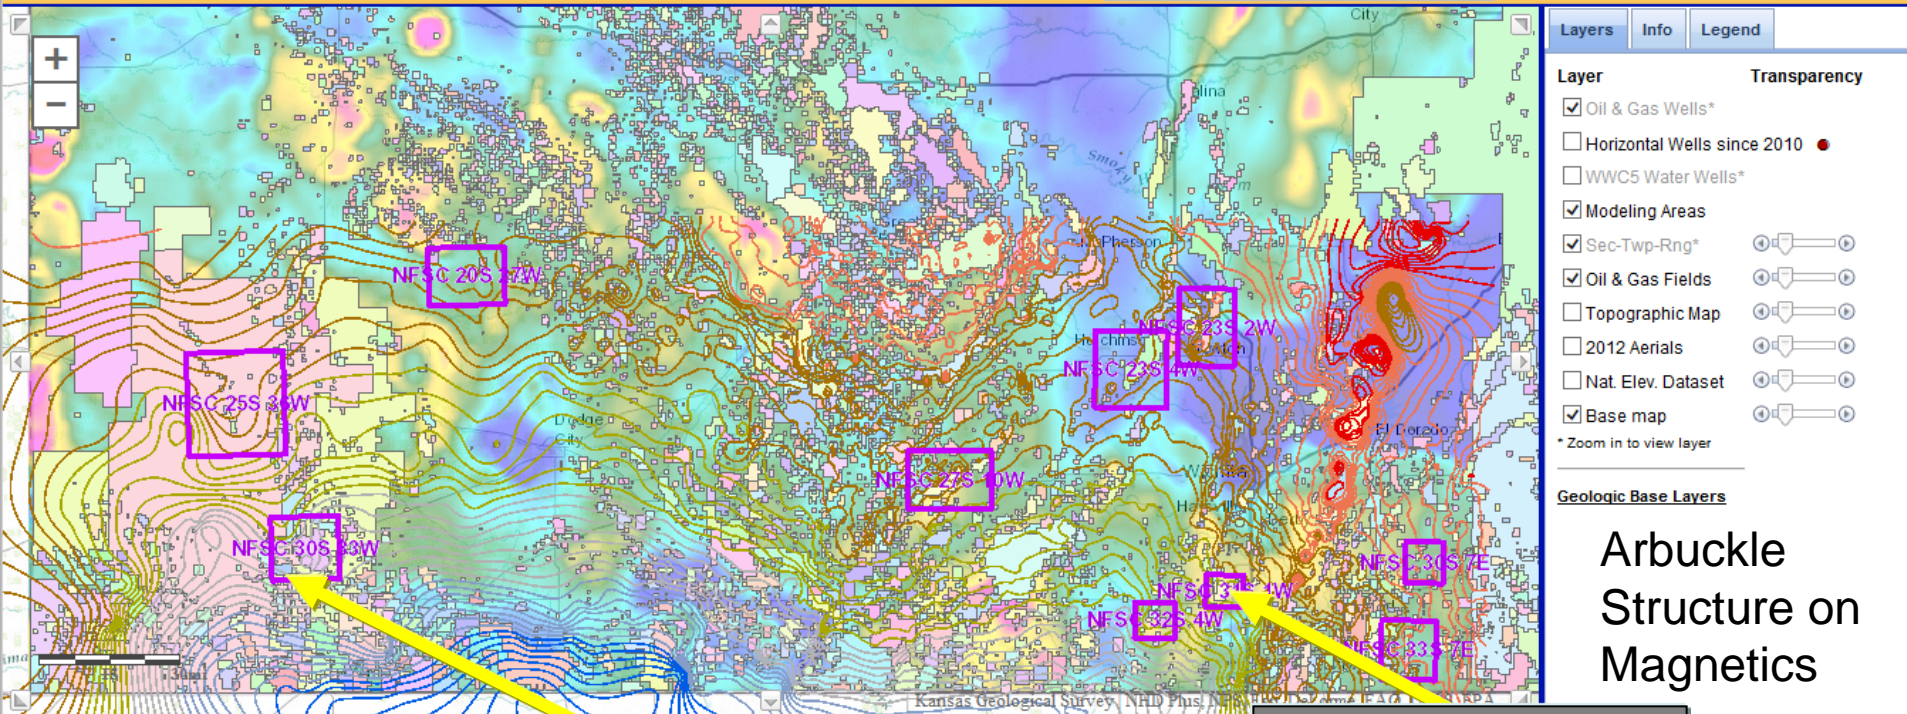 City
+
−
Salina
Smoky
McPherson
NFSC 20S 27W
NFSC 23S 2W
NFSC 23S 4W
NFSC 25S 36W
Dodge
City
El Dorado
NFSC 27S 10W
Wichita
NFSC 30S 33W
NFSC 30S 7E
NFSC 32S 4W
NFSC 33S 7E
Kansas Geological Survey, NHD Plus,
Layers
Info
Legend
Layer Transparency
Oil & Gas Wells*
Horizontal Wells since 2010
WWC5 Water Wells*
Modeling Areas
Sec-Twp-Rng*
Oil & Gas Fields
Topographic Map
2012 Aerials
Nat. Elev. Dataset
Base map
* Zoom in to view layer
Geologic Base Layers
Arbuckle
Structure on
Magnetics